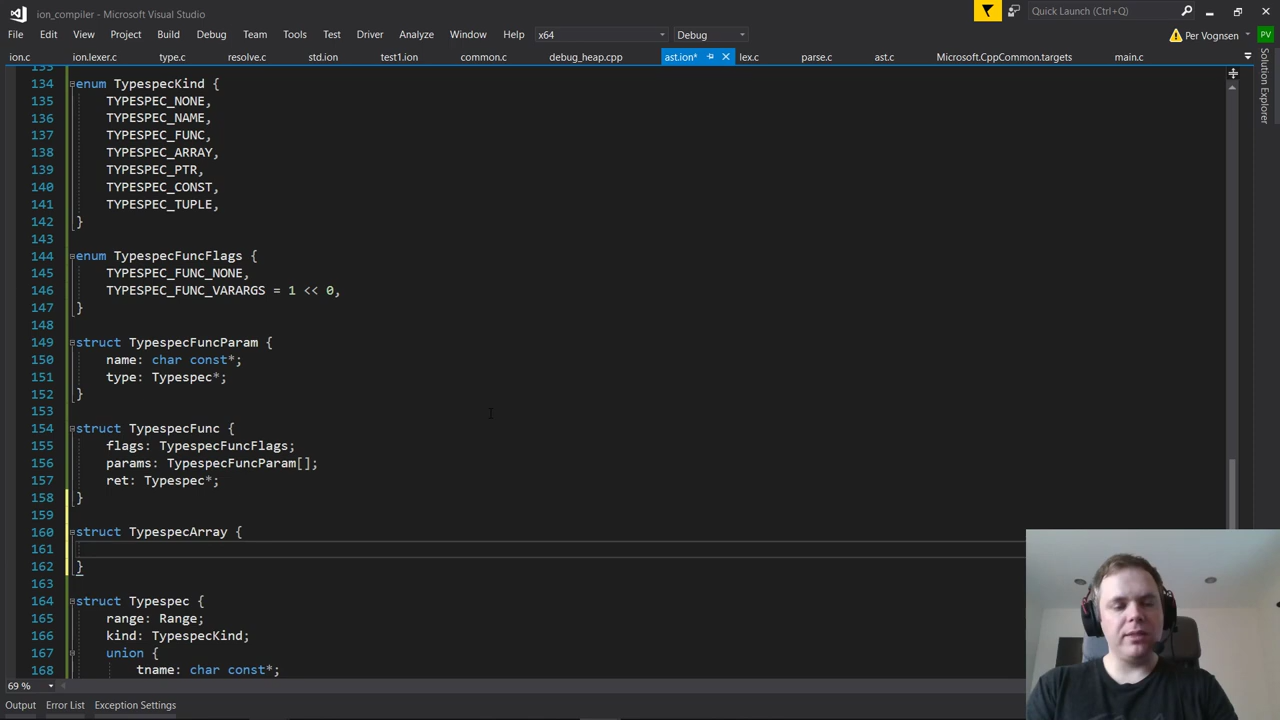 ion_compiler - Microsoft Visual Studio
Quick Launch (Ctrl+Q)
File Edit View Project Build Debug Team Tools Test Driver Analyze Window Help x64 Debug
Per Vognsen PV
ion.c ion.lexer.c type.c resolve.c std.ion test1.ion common.c debug_heap.cpp ast.ion* lex.c parse.c ast.c Microsoft.CppCommon.targets main.c
Solution Explorer
133
134 enum TypespecKind {
135 TYPESPEC_NONE,
136 TYPESPEC_NAME,
137 TYPESPEC_FUNC,
138 TYPESPEC_ARRAY,
139 TYPESPEC_PTR,
140 TYPESPEC_CONST,
141 TYPESPEC_TUPLE,
142 }
143
144 enum TypespecFuncFlags {
145 TYPESPEC_FUNC_NONE,
146 TYPESPEC_FUNC_VARARGS = 1 << 0,
147 }
148
149 struct TypespecFuncParam {
150 name: char const*;
151 type: Typespec*;
152 }
153
154 struct TypespecFunc {
155 flags: TypespecFuncFlags;
156 params: TypespecFuncParam[];
157 ret: Typespec*;
158 }
159
160 struct TypespecArray {
161
162 }
163
164 struct Typespec {
165 range: Range;
166 kind: TypespecKind;
167 union {
168 tname: char const*;
69 %
Output Error List Exception Settings